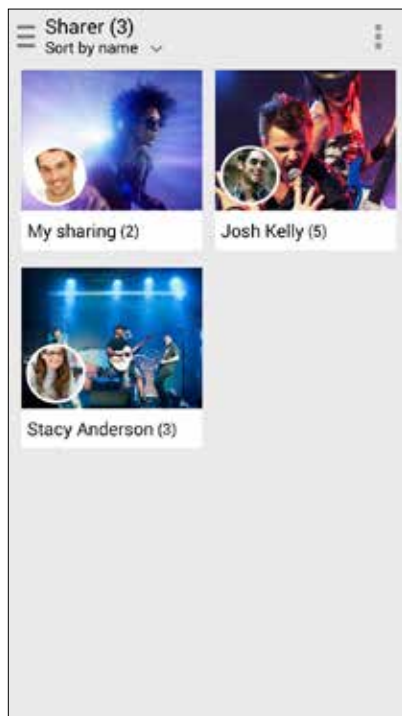 Sharer (3)
Sort by name
My sharing (2)
Josh Kelly (5)
Stacy Anderson (3)